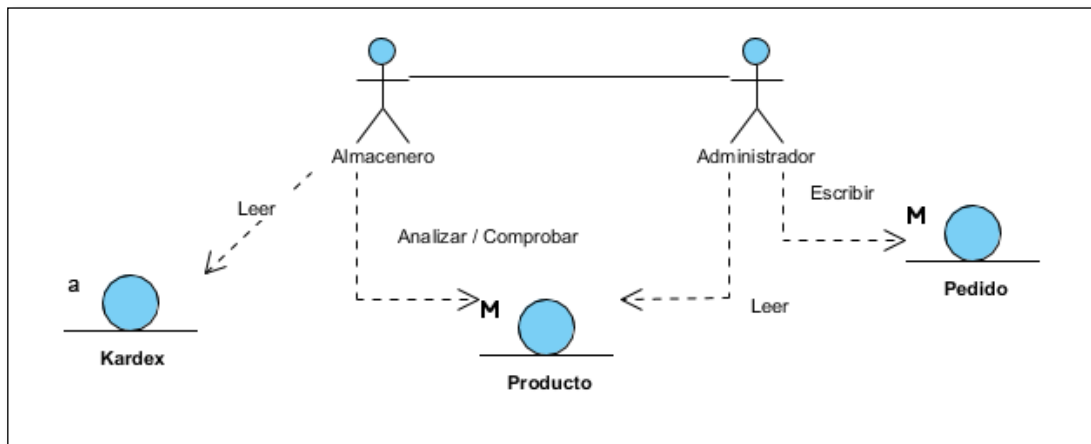 Almacenero
Administrador
Leer
Escribir
Analizar / Comprobar
M
Pedido
a
Kardex
M
Leer
Producto